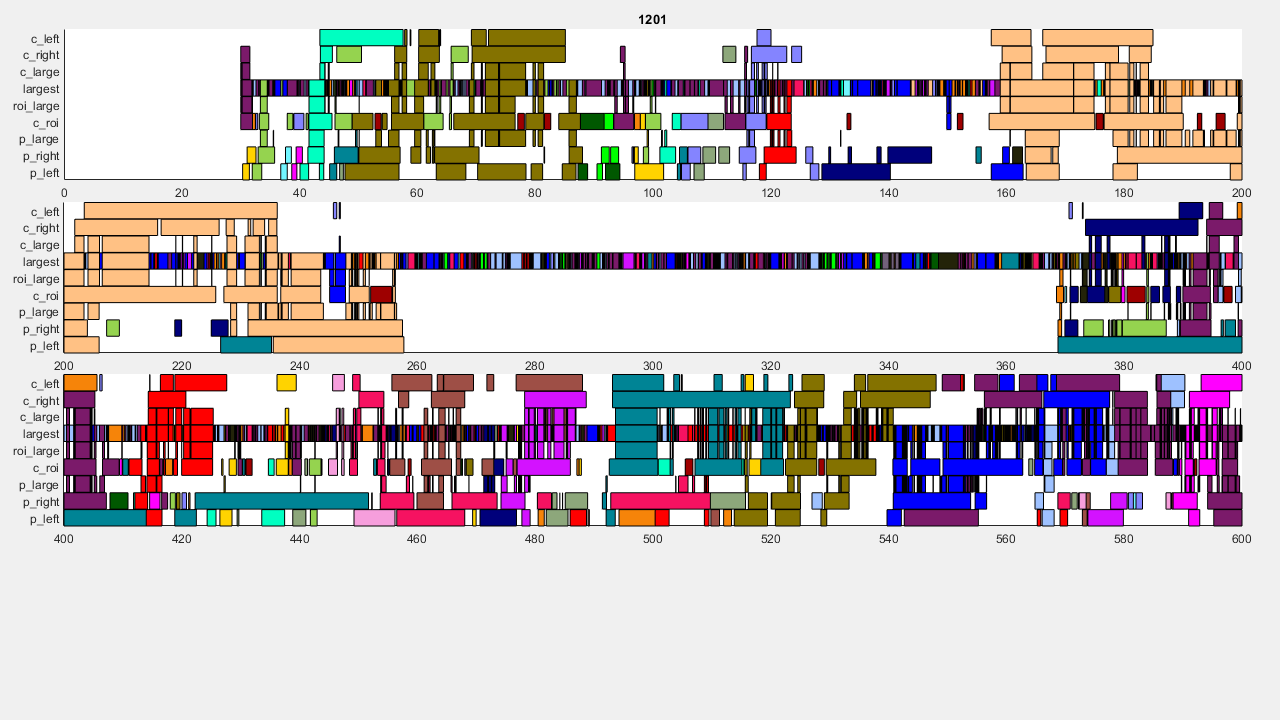 1201
c_left
c_right
c_large
largest
roi_large
c_roi
p_large
p_right
p_left
0 20 40 60 80 100 120 140 160 180 200
c_left
c_right
c_large
largest
roi_large
c_roi
p_large
p_right
p_left
200 220 240 260 280 300 320 340 360 380 400
c_left
c_right
c_large
largest
roi_large
c_roi
p_large
p_right
p_left
400 420 440 460 480 500 520 540 560 580 600